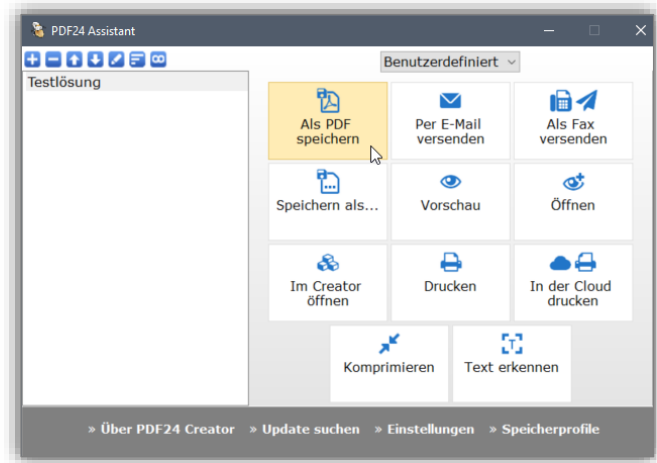 PDF24 Assistant
Benutzerdefiniert
Testlösung
Als PDF
speichern
Per E-Mail
versenden
Als Fax
versenden
Speichern als...
Vorschau
Öffnen
Im Creator
öffnen
Drucken
In der Cloud
drucken
Komprimieren
Text erkennen
» Über PDF24 Creator » Update suchen » Einstellungen » Speicherprofile